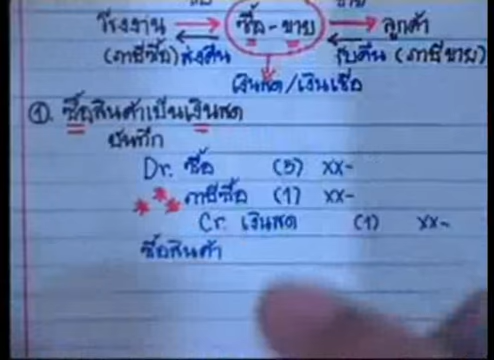 โรงงาน ซื้อ-ขาย ลูกค้า
(ภาษีซื้อ) ส่งคืน รับคืน (ภาษีขาย)
เงินสด/เงินเชื่อ
①. ซื้อสินค้าเป็นเงินสด
บันทึก
Dr. ซื้อ (5) xx-
ภาษีซื้อ (1) xx-
Cr. เงินสด (1) xx-
ซื้อสินค้า